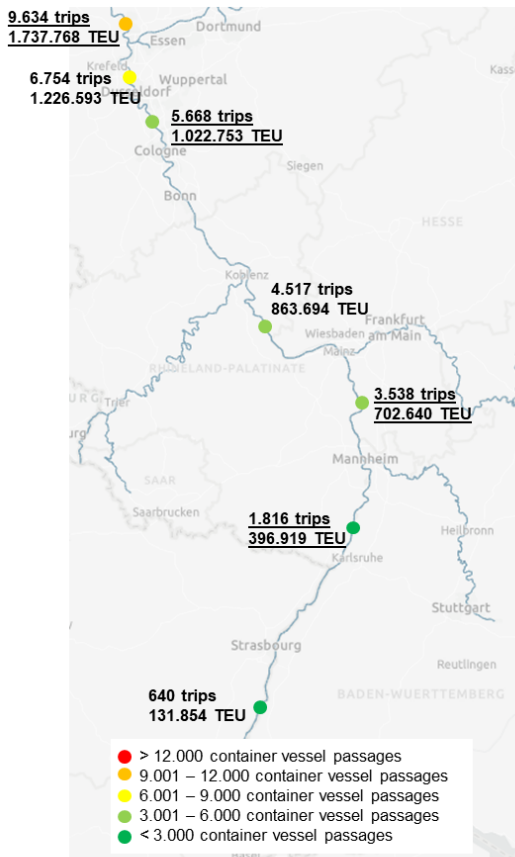 9.634 trips
1.737.768 TEU
Dortmund
Essen
Krefeld
6.754 trips
1.226.593 TEU
Dusseldorf
Wuppertal
Kass
5.668 trips
1.022.753 TEU
Cologne
Siegen
Bonn
HESSE
Koblenz
4.517 trips
863.694 TEU
Wiesbaden
Frankfurt
am Main
Mainz
RHINELAND-PALATINATE
3.538 trips
702.640 TEU
URG
Trier
urg
Mannheim
SAAR
Saarbrucken
1.816 trips
396.919 TEU
Heilbronn
Karlsruhe
Stuttgart
Strasbourg
Reutlingen
640 trips
131.854 TEU
BADEN-WUERTTEMBERG
> 12.000 container vessel passages
9.001 – 12.000 container vessel passages
6.001 – 9.000 container vessel passages
3.001 – 6.000 container vessel passages
< 3.000 container vessel passages